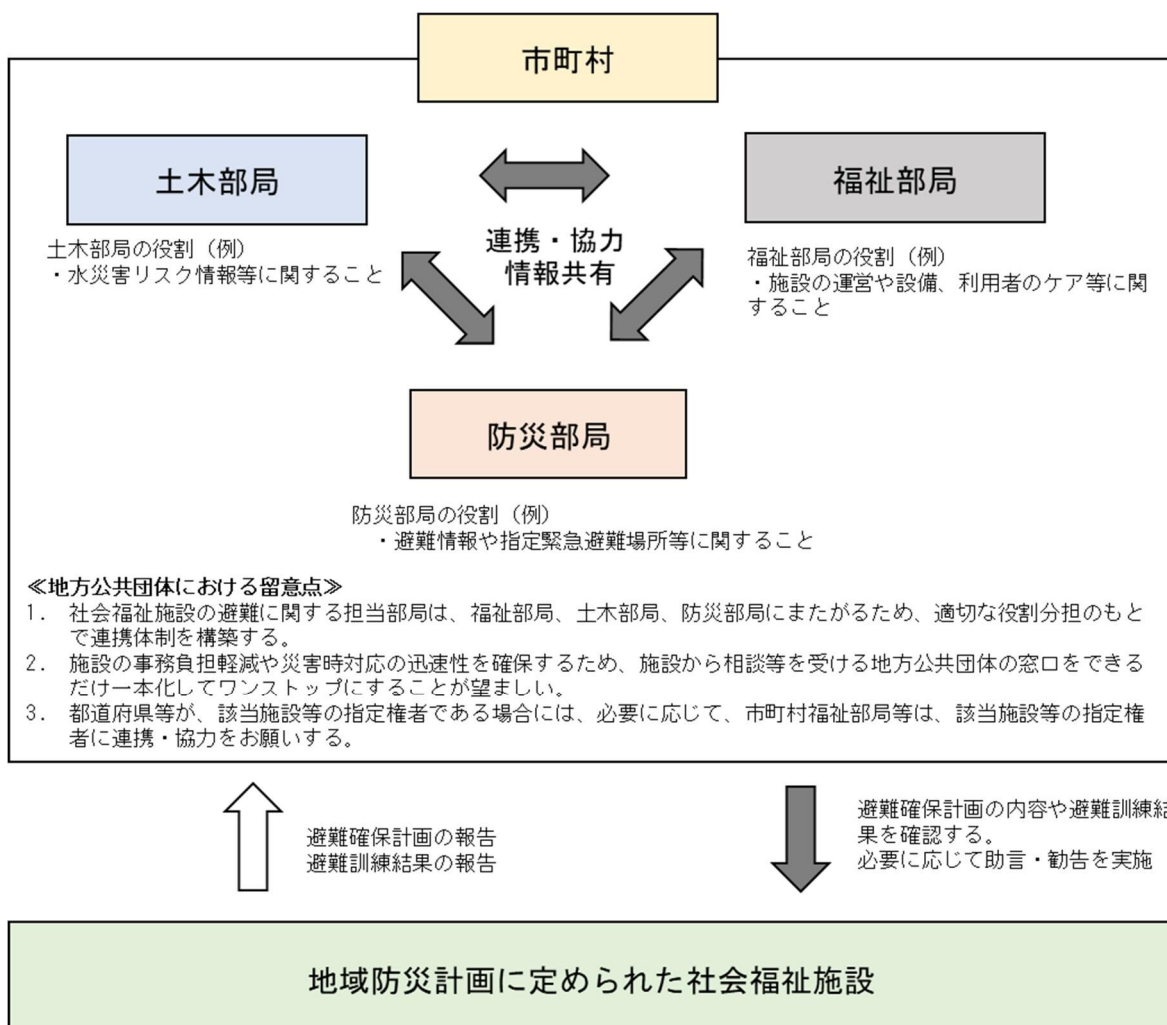 市町村
土木部局
福祉部局
連携・協力
情報共有
土木部局の役割（例）
・水災害リスク情報等に関すること
福祉部局の役割（例）
・施設の運営や設備、利用者のケア等に関
すること
防災部局
防災部局の役割（例）
・避難情報や指定緊急避難場所等に関すること
≪地方公共団体における留意点≫
1. 社会福祉施設の避難に関する担当部局は、福祉部局、土木部局、防災部局にまたがるため、適切な役割分担のもと
で連携体制を構築する。
2. 施設の事務負担軽減や災害時対応の迅速性を確保するため、施設から相談等を受ける地方公共団体の窓口をできる
だけ一本化してワンストップにすることが望ましい。
3. 都道府県等が、該当施設等の指定権者である場合には、必要に応じて、市町村福祉部局等は、該当施設等の指定権
者に連携・協力をお願いする。
避難確保計画の報告
避難訓練結果の報告
避難確保計画の内容や避難訓練結
果を確認する。
必要に応じて助言・勧告を実施
地域防災計画に定められた社会福祉施設